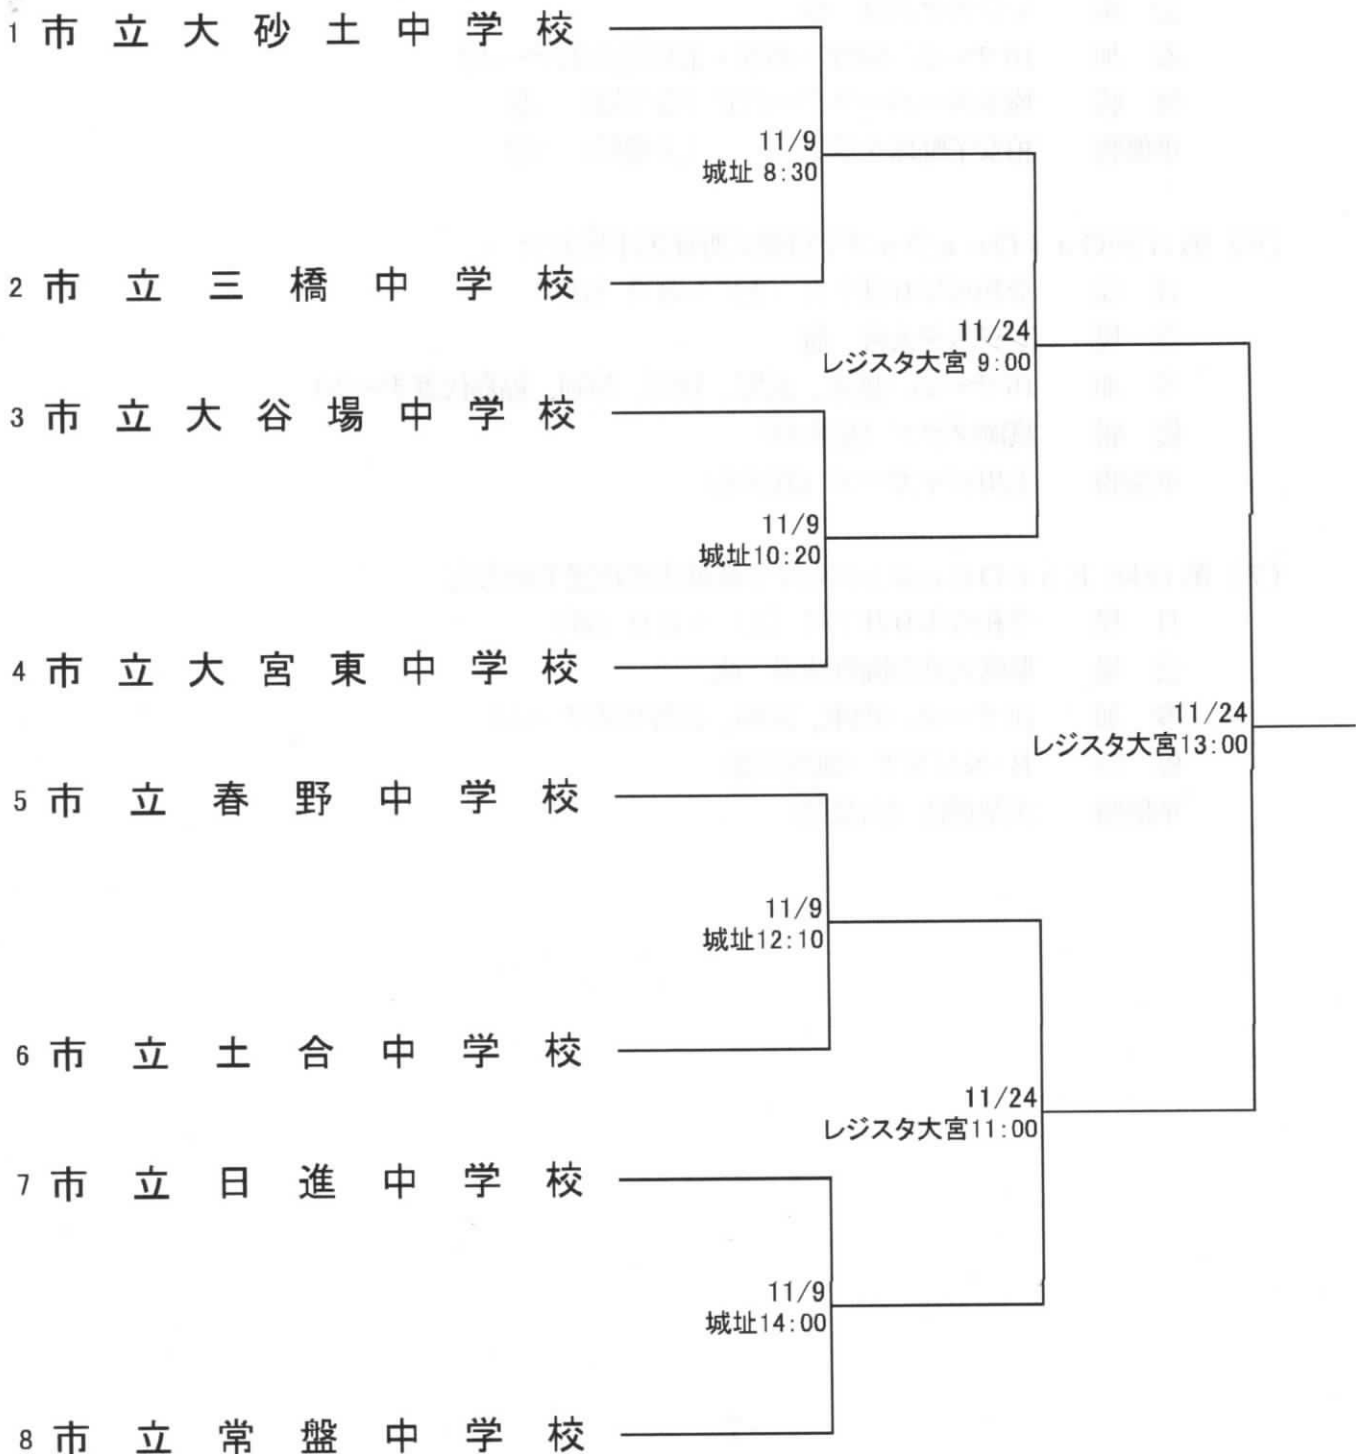 1 市立大砂土中学校
11/9
城址 8:30
2 市立三橋中学校
11/24
レジスタ大宮 9:00
3 市立大谷場中学校
11/9
城址10:20
4 市立大宮東中学校
11/24
レジスタ大宮13:00
5 市立春野中学校
11/9
城址12:10
6 市立土合中学校
11/24
レジスタ大宮11:00
7 市立日進中学校
11/9
城址14:00
8 市立常盤中学校